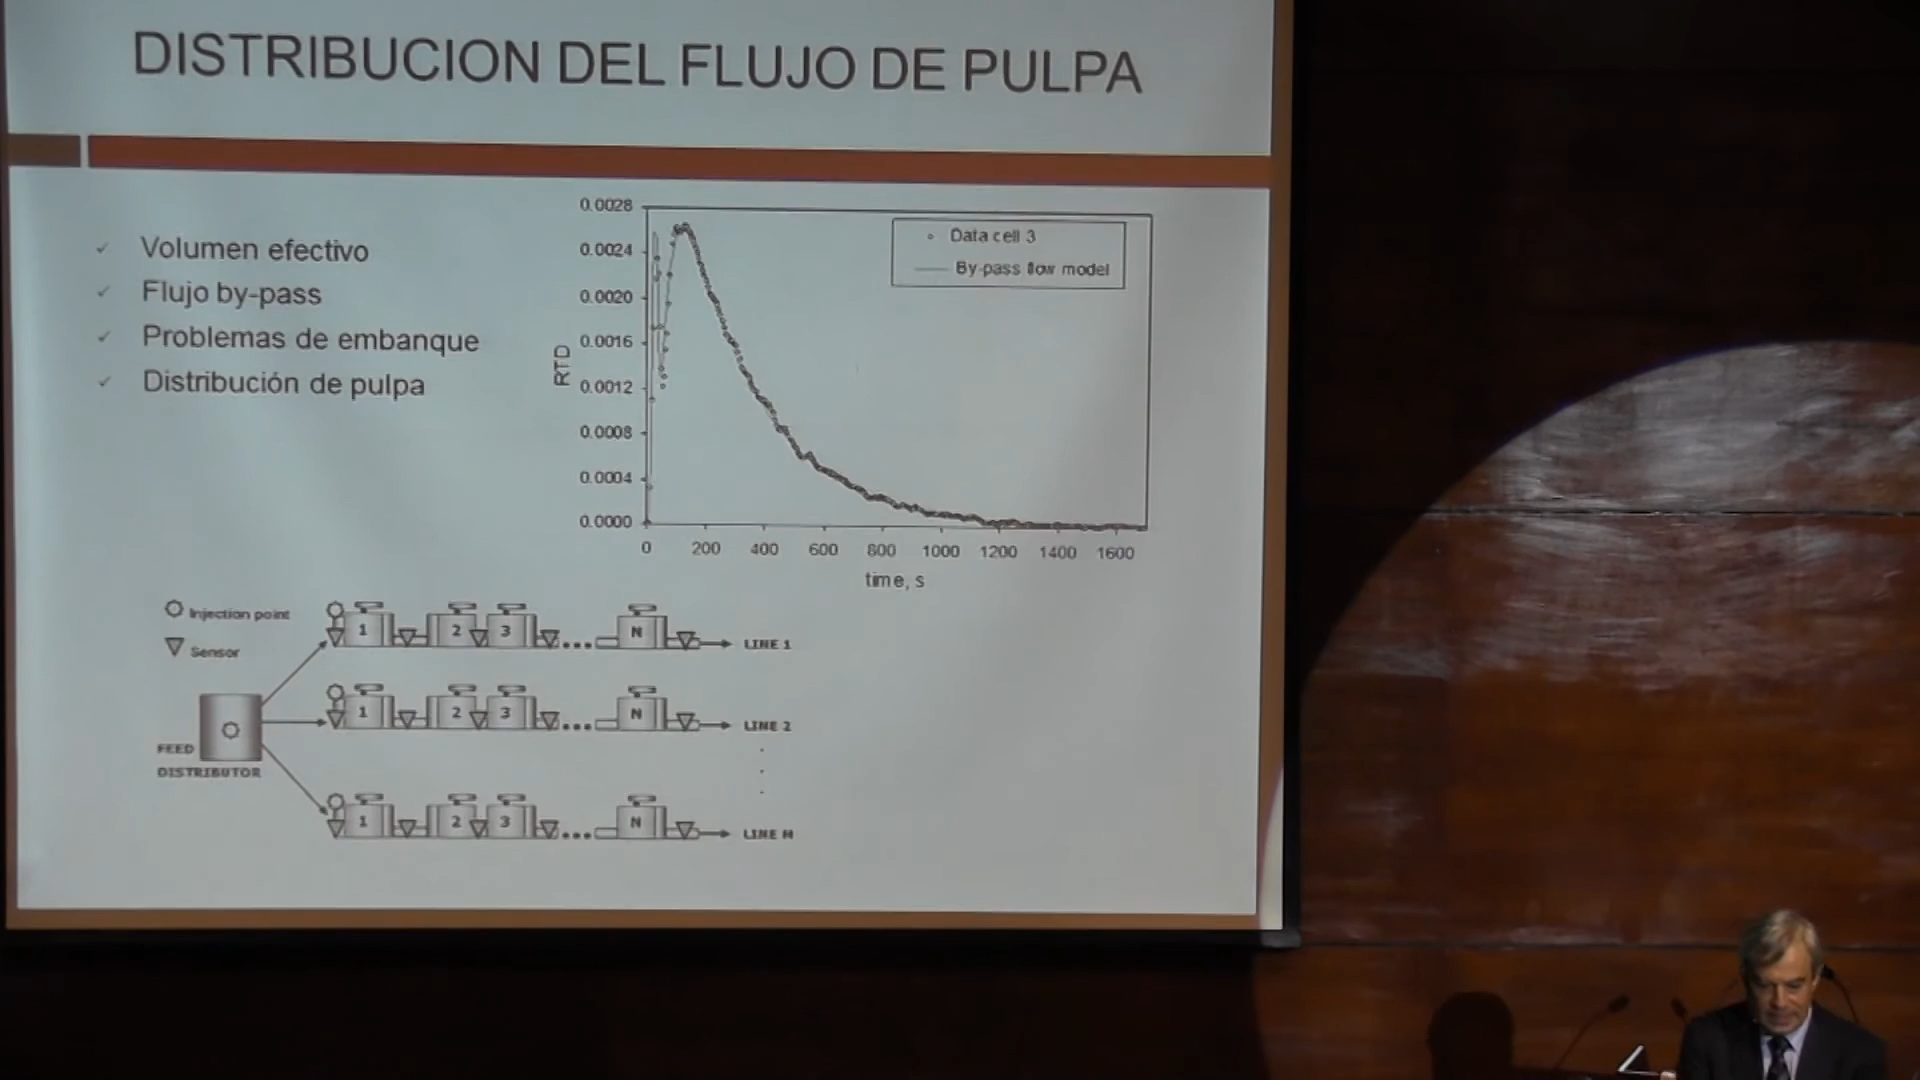 DISTRIBUCION DEL FLUJO DE PULPA
Volumen efectivo
Flujo by-pass
Problemas de embanque
Distribución de pulpa
0.0028
0.0024
0.0020
0.0016
0.0012
0.0008
0.0004
0.0000
RTD
Data cell 3
By-pass flow model
0 200 400 600 800 1000 1200 1400 1600
time, s
Injection point
Sensor
FEED
DISTRIBUTOR
1 2 3 ... N LINE 1
1 2 3 ... N LINE 2
1 2 3 ... N LINE M